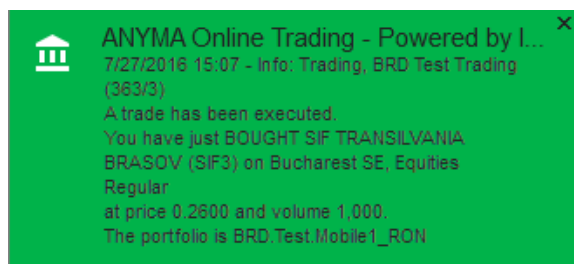 ANYMA Online Trading - Powered by I...
7/27/2016 15:07 - Info: Trading, BRD Test Trading
(363/3)
A trade has been executed.
You have just BOUGHT SIF TRANSILVANIA
BRASOV (SIF3) on Bucharest SE, Equities
Regular
at price 0.2600 and volume 1,000.
The portfolio is BRD.Test.Mobile1_RON